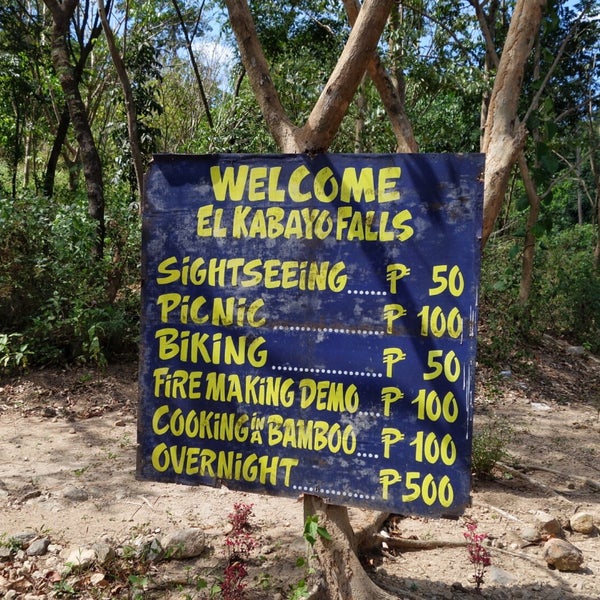 WELCOME
EL KABAYO FALLS
SIGHTSEEING......₱ 50
PICNIC....................₱ 100
BIKING....................₱ 50
FIRE MAKING DEMO....₱ 100
COOKING IN A BAMBOO....₱ 100
OVERNIGHT..............₱ 500